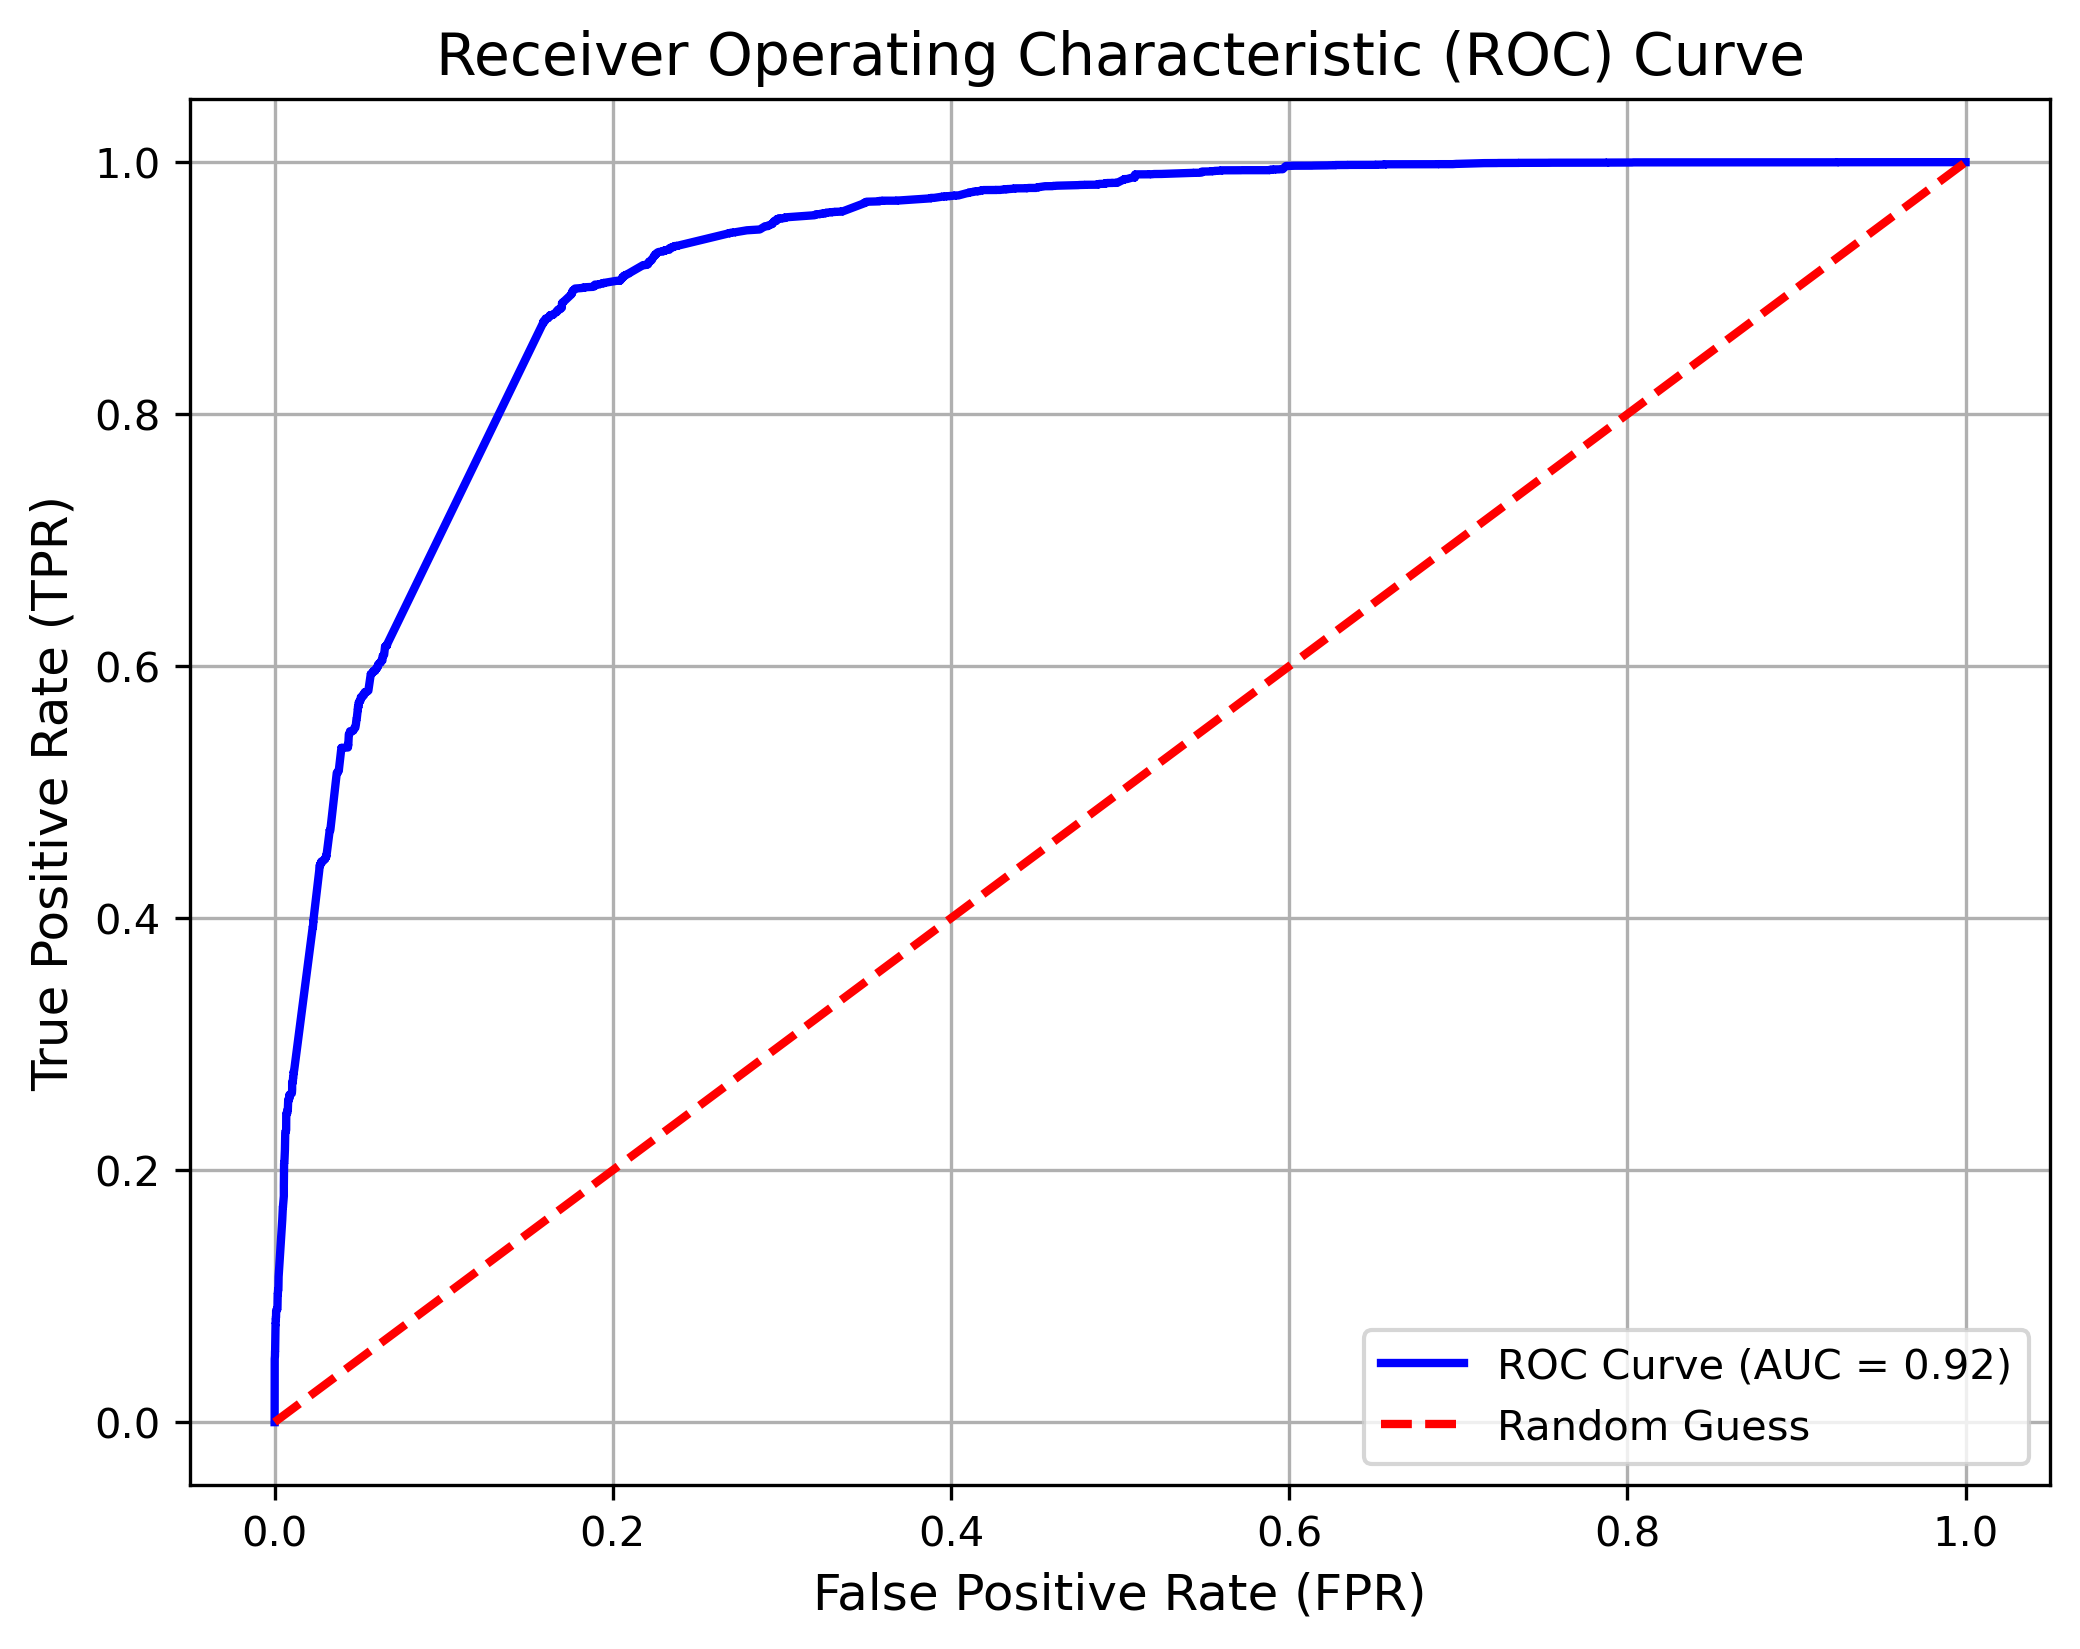 Receiver Operating Characteristic (ROC) Curve
True Positive Rate (TPR)
1.0
0.8
0.6
0.4
0.2
0.0
ROC Curve (AUC = 0.92)
Random Guess
0.0 0.2 0.4 0.6 0.8 1.0
False Positive Rate (FPR)